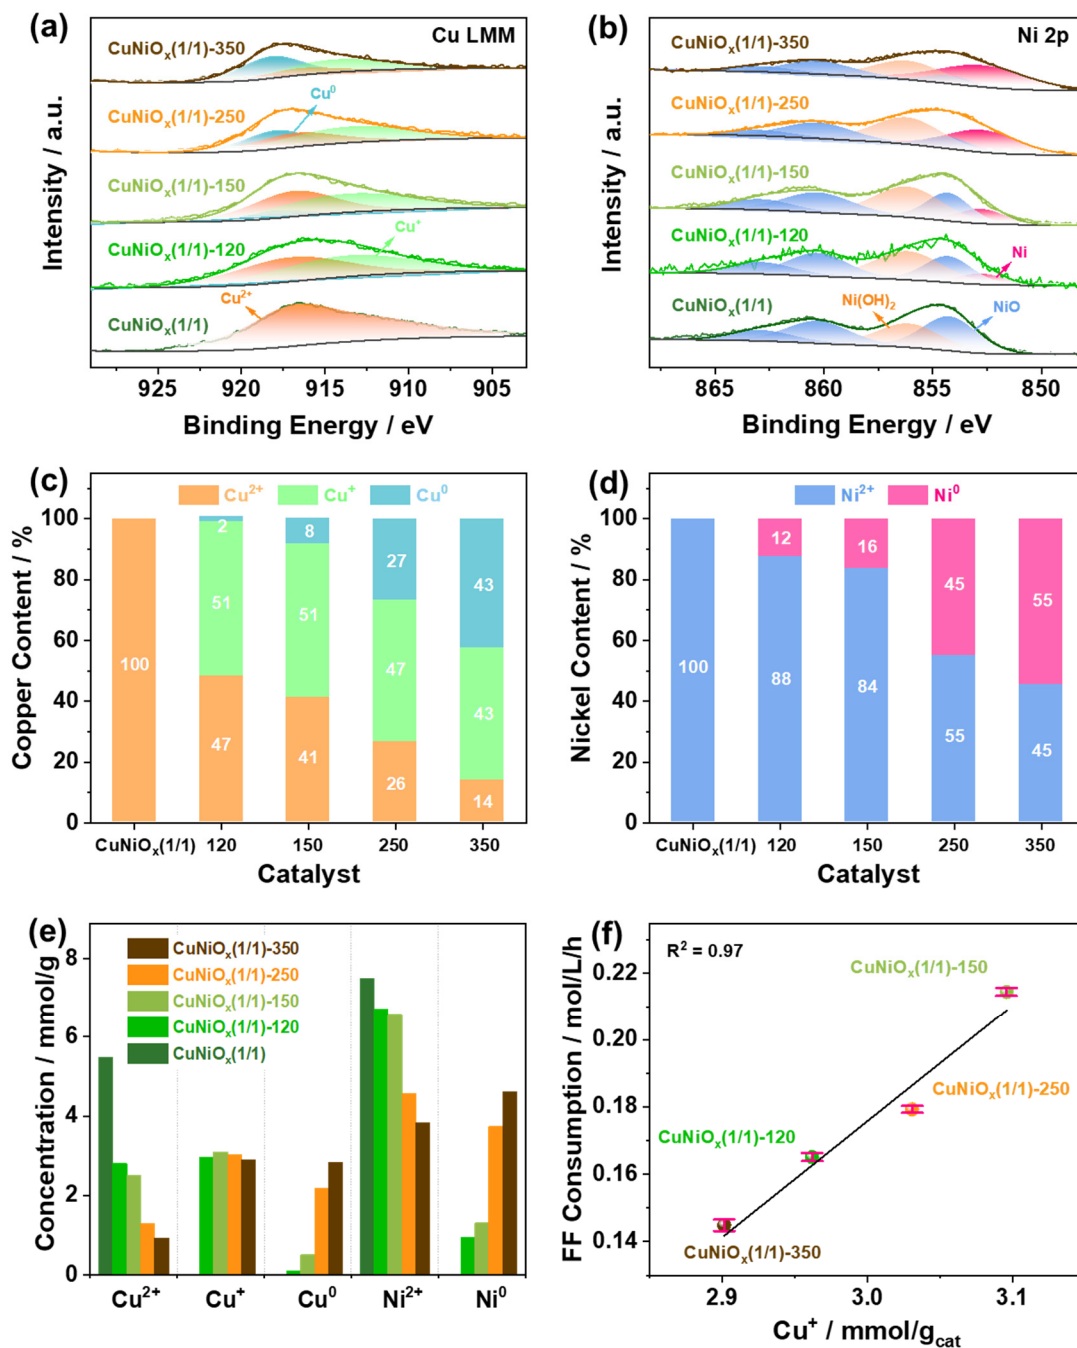 (a)
Cu LMM
CuNiOₓ(1/1)-350
CuNiOₓ(1/1)-250
Cu⁰
CuNiOₓ(1/1)-150
CuNiOₓ(1/1)-120
Cu⁺
Cu²⁺
CuNiOₓ(1/1)
Intensity / a.u.
925 920 915 910 905
Binding Energy / eV
(b)
Ni 2p
CuNiOₓ(1/1)-350
CuNiOₓ(1/1)-250
CuNiOₓ(1/1)-150
CuNiOₓ(1/1)-120
Ni
Ni(OH)₂
NiO
CuNiOₓ(1/1)
Intensity / a.u.
865 860 855 850
Binding Energy / eV
(c)
Cu²⁺ Cu⁺ Cu⁰
Copper Content / %
100
80
60
40
20
0
100
2
51
47
8
51
41
27
47
26
43
43
14
CuNiOₓ(1/1) 120 150 250 350
Catalyst
(d)
Ni²⁺ Ni⁰
Nickel Content / %
100
80
60
40
20
0
100
12
88
16
84
45
55
55
45
CuNiOₓ(1/1) 120 150 250 350
Catalyst
(e)
CuNiOₓ(1/1)-350
CuNiOₓ(1/1)-250
CuNiOₓ(1/1)-150
CuNiOₓ(1/1)-120
CuNiOₓ(1/1)
Concentration / mmol/g
8
6
4
2
0
Cu²⁺ Cu⁺ Cu⁰ Ni²⁺ Ni⁰
(f)
R² = 0.97
CuNiOₓ(1/1)-150
CuNiOₓ(1/1)-250
CuNiOₓ(1/1)-120
CuNiOₓ(1/1)-350
FF Consumption / mol/L/h
0.22
0.20
0.18
0.16
0.14
2.9 3.0 3.1
Cu⁺ / mmol/g_cat